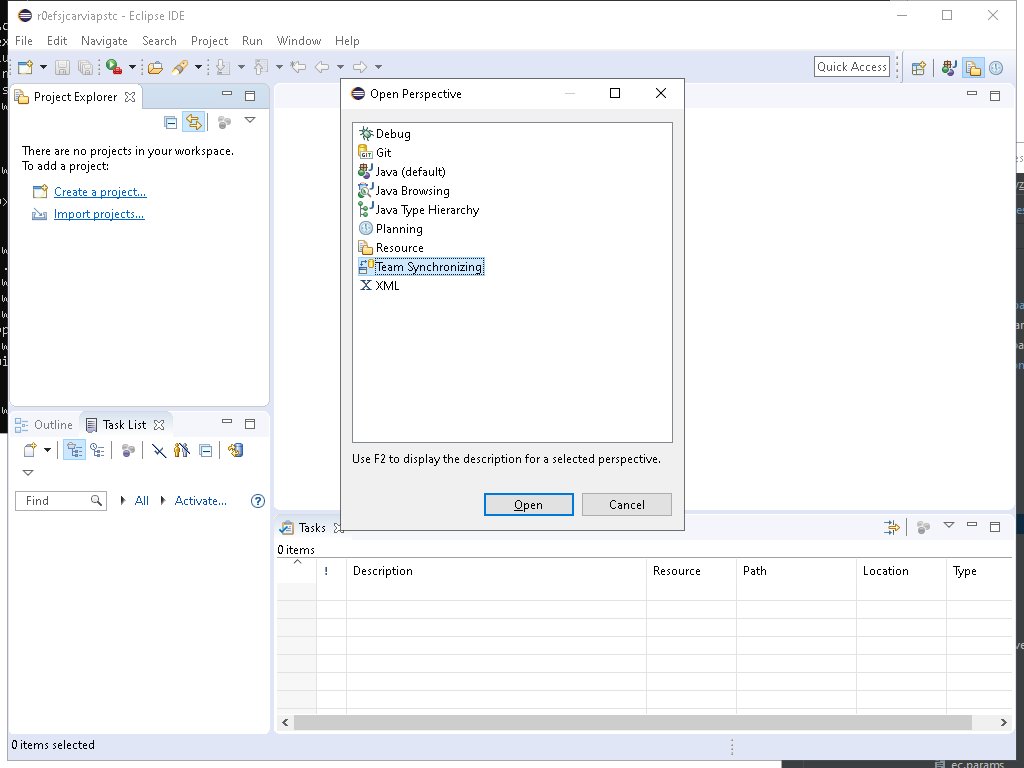 r0efsjcarviapstc - Eclipse IDE
File Edit Navigate Search Project Run Window Help
Quick Access
Project Explorer
There are no projects in your workspace.
To add a project:
Create a project...
Import projects...
Open Perspective
Debug
GIT Git
Java (default)
Java Browsing
Java Type Hierarchy
Planning
Resource
Team Synchronizing
XML
Use F2 to display the description for a selected perspective.
Open Cancel
Outline Task List
Find All Activate...
Tasks
0 items
! Description Resource Path Location Type
0 items selected
ec.params